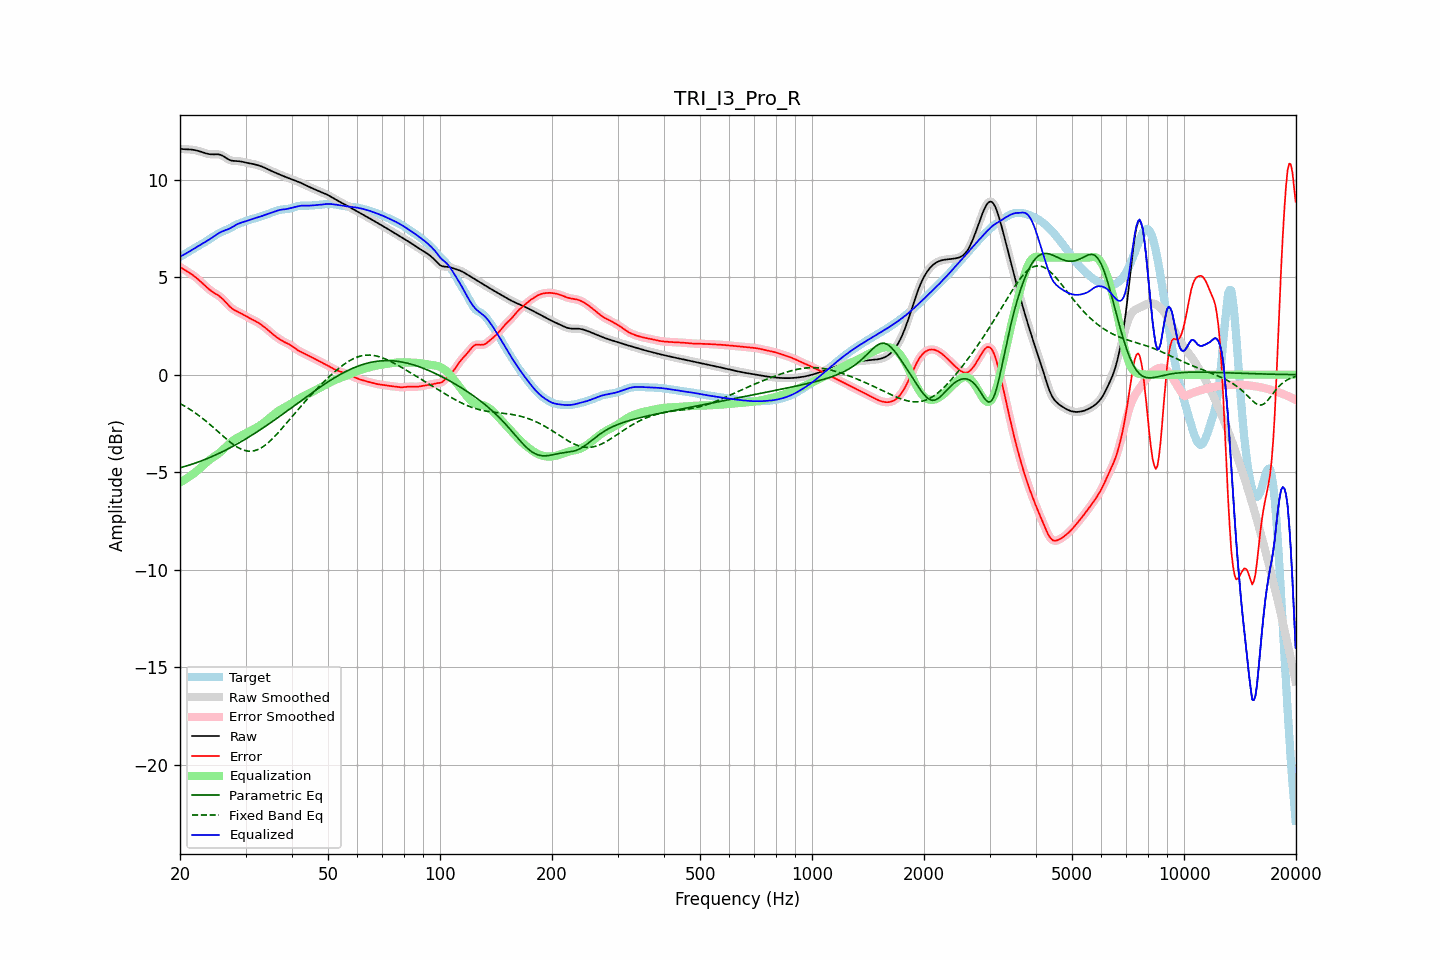 TRI_I3_Pro_R
Amplitude (dBr)
10
5
0
−5
−10
−15
−20
Target
Raw Smoothed
Error Smoothed
Raw
Error
Equalization
Parametric Eq
Fixed Band Eq
Equalized
20 50 100 200 500 1000 2000 5000 10000 20000
Frequency (Hz)